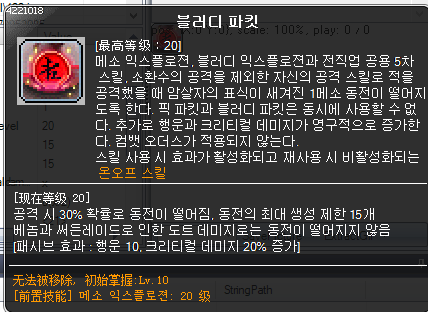 4221018
블러디 파킷
scale: 100%, play: 0 / 0
[最高等级：20]
메소 익스플로젼, 블러디 익스플로젼과 전직업 공용 5차
스킬, 소환수의 공격을 제외한 자신의 공격 스킬로 적을
공격했을 때 암살자의 표식이 새겨진 1메소 동전이 떨어지
도록 한다. 픽 파킷과 블러디 파킷은 동시에 사용할 수 없
다. 추가로 행운과 크리티컬 데미지가 영구적으로 증가한
다. 컴뱃 오더스가 적용되지 않는다.
스킬 사용 시 효과가 활성화되고 재사용 시 비활성화되는
온오프 스킬
[现在等级 20]
공격 시 30% 확률로 동전이 떨어짐, 동전의 최대 생성 제한 15개
베놈과 써든레이드로 인한 도트 데미지로는 동전이 떨어지지 않음
[패시브 효과 : 행운 10, 크리티컬 데미지 20% 증가]
无法被移除, 初始掌握:Lv.10
[前置技能] 메소 익스플로젼: 20 级
StringPath